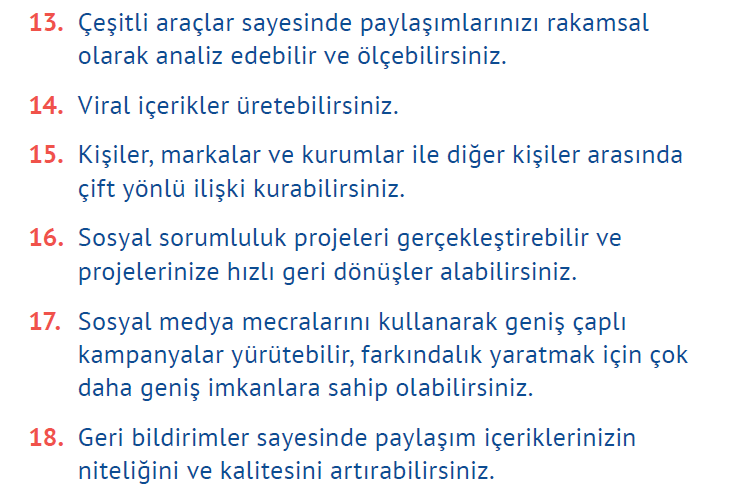 13. Çeşitli araçlar sayesinde paylaşımlarınızı rakamsal
olarak analiz edebilir ve ölçebilirsiniz.
14. Viral içerikler üretebilirsiniz.
15. Kişiler, markalar ve kurumlar ile diğer kişiler arasında
çift yönlü ilişki kurabilirsiniz.
16. Sosyal sorumluluk projeleri gerçekleştirebilir ve
projelerinize hızlı geri dönüşler alabilirsiniz.
17. Sosyal medya mecralarını kullanarak geniş çaplı
kampanyalar yürütebilir, farkındalık yaratmak için çok
daha geniş imkanlara sahip olabilirsiniz.
18. Geri bildirimler sayesinde paylaşım içeriklerinizin
niteliğini ve kalitesini artırabilirsiniz.